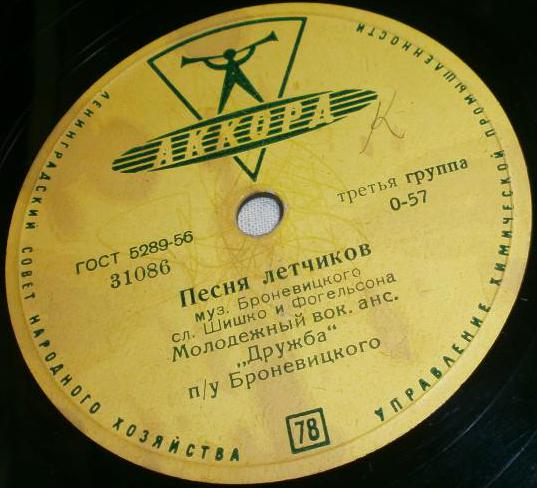 АККОРД
К
третья группа
0-57
ГОСТ 5289-56
31086
Песня летчиков
муз. Броневицкого
сл. Шишко и Фогельсона
Молодежный вок. анс.
„Дружба"
п/у Броневицкого
78
ЛЕНИНГРАДСКИЙ СОВЕТ НАРОДНОГО ХОЗЯЙСТВА
УПРАВЛЕНИЕ ХИМИЧЕСКОЙ ПРОМЫШЛЕННОСТИ